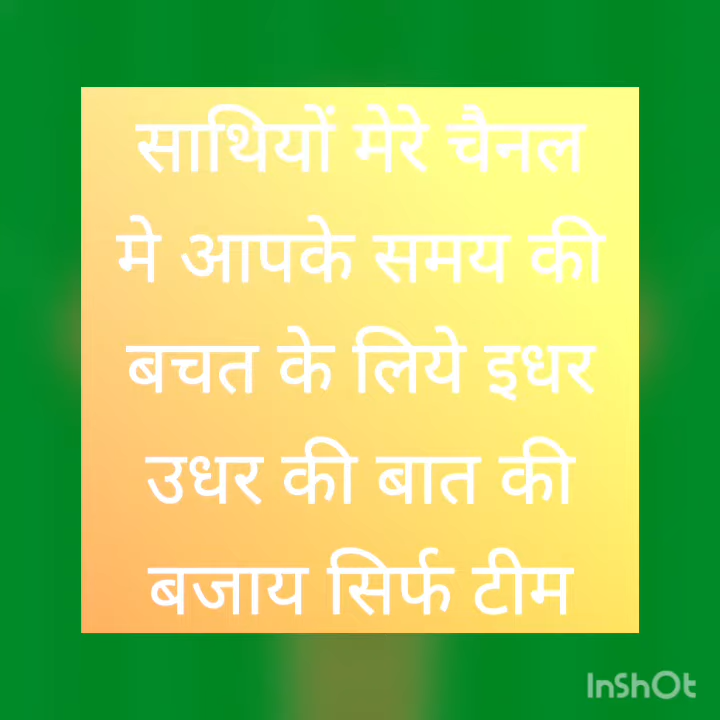 साथियों मेरे चैनल
मे आपके समय की
बचत के लिये इधर
उधर की बात की
बजाय सिर्फ टीम
InShOt